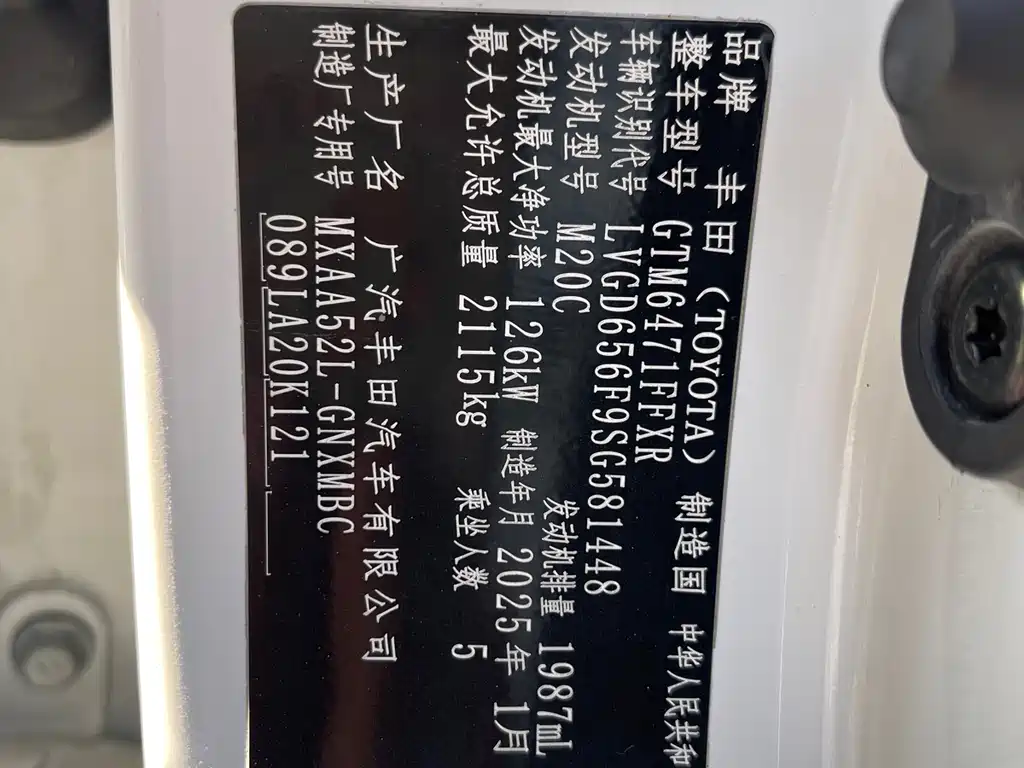 品牌 丰田 (TOYOTA) 制造国 中华人民共和
整车型号 GTM6471FFXR
车辆识别代号 LVGD656F9SG581448
发动机型号 M20C 发动机排量 1987mL
发动机最大净功率 126kW 制造年月 2025年 1月
最大允许总质量 2115kg 乘坐人数 5
生产厂名 广汽丰田汽车有限公司
制造厂专用号 MXAA52L-GNXMBC
089LA20K121